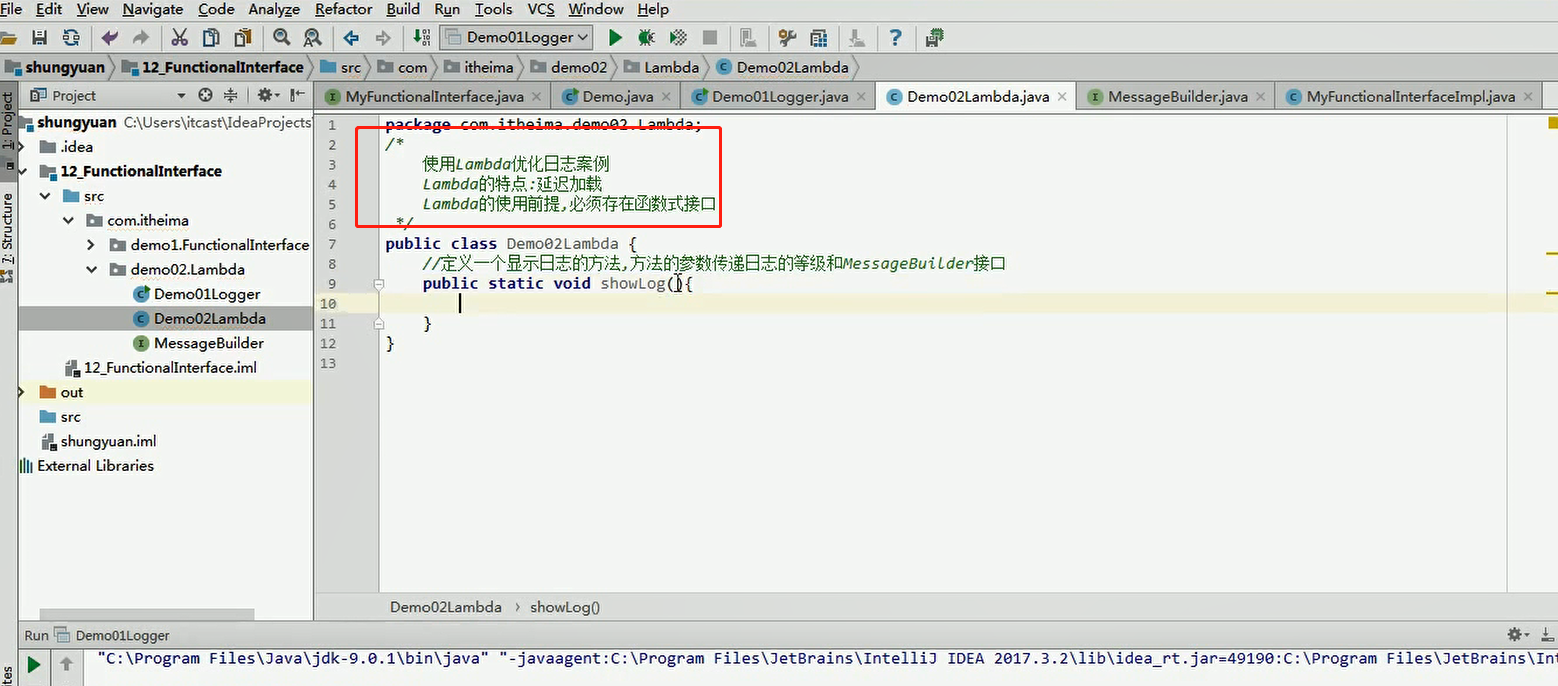 File Edit View Navigate Code Analyze Refactor Build Run Tools VCS Window Help
Demo01Logger
shungyuan 12_FunctionalInterface src com itheima demo02 Lambda Demo02Lambda
Project
MyFunctionalInterface.java Demo.java Demo01Logger.java Demo02Lambda.java MessageBuilder.java MyFunctionalInterfaceImpl.java
1: Project
7: Structure
shungyuan C:\Users\itcast\IdeaProjects
.idea
12_FunctionalInterface
src
com.itheima
demo1.FunctionalInterface
demo02.Lambda
Demo01Logger
Demo02Lambda
MessageBuilder
12_FunctionalInterface.iml
out
src
shungyuan.iml
External Libraries
1 package com.itheima.demo02.Lambda;
2 /*
3 使用Lambda优化日志案例
4 Lambda的特点:延迟加载
5 Lambda的使用前提,必须存在函数式接口
6 */
7 public class Demo02Lambda {
8 //定义一个显示日志的方法,方法的参数传递日志的等级和MessageBuilder接口
9 public static void showLog(){
10
11 }
12 }
13
Demo02Lambda › showLog()
Run Demo01Logger
"C:\Program Files\Java\jdk-9.0.1\bin\java" "-javaagent:C:\Program Files\JetBrains\IntelliJ IDEA 2017.3.2\lib\idea_rt.jar=49190:C:\Program Files\JetBrains\Int